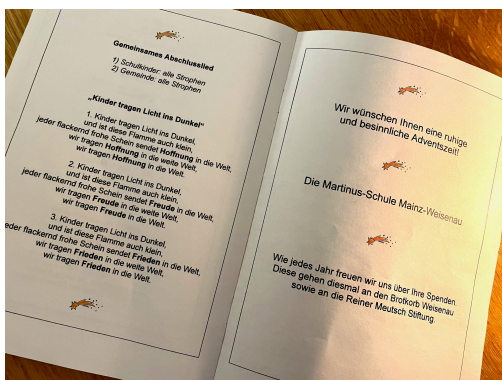 Gemeinsames Abschlusslied
1) Schulkinder: alle Strophen
2) Gemeinde: alle Strophen
„Kinder tragen Licht ins Dunkel“
1. Kinder tragen Licht ins Dunkel,
und ist diese Flamme auch klein,
jeder flackernd frohe Schein sendet Hoffnung in die Welt,
wir tragen Hoffnung in die weite Welt,
wir tragen Hoffnung in die Welt.
2. Kinder tragen Licht ins Dunkel,
und ist diese Flamme auch klein,
jeder flackernd frohe Schein sendet Freude in die Welt,
wir tragen Freude in die weite Welt,
wir tragen Freude in die Welt.
3. Kinder tragen Licht ins Dunkel,
und ist diese Flamme auch klein,
jeder flackernd frohe Schein sendet Frieden in die Welt,
wir tragen Frieden in die weite Welt,
wir tragen Frieden in die Welt.
Wir wünschen Ihnen eine ruhige
und besinnliche Adventszeit!
Die Martinus-Schule Mainz-Weisenau
Wie jedes Jahr freuen wir uns über Ihre Spenden.
Diese gehen diesmal an den Brotkorb Weisenau
sowie an die Reiner Meutsch Stiftung.